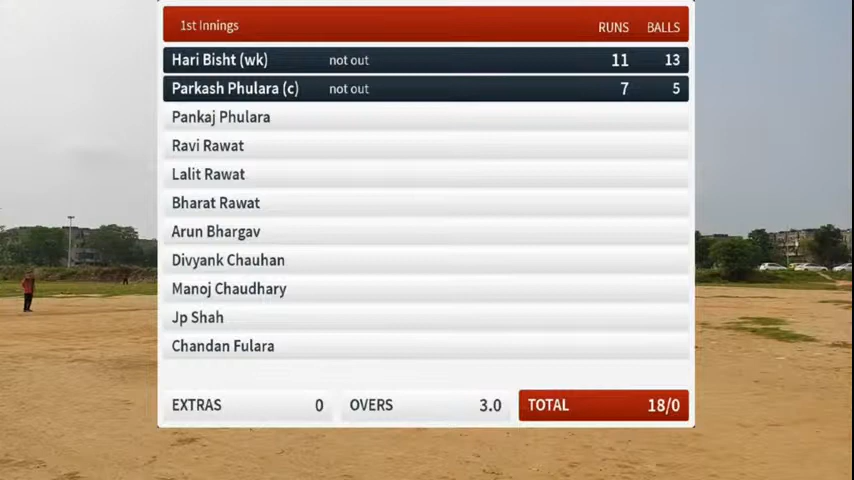 1st Innings RUNS BALLS
Hari Bisht (wk) not out 11 13
Parkash Phulara (c) not out 7 5
Pankaj Phulara
Ravi Rawat
Lalit Rawat
Bharat Rawat
Arun Bhargav
Divyank Chauhan
Manoj Chaudhary
Jp Shah
Chandan Fulara
EXTRAS 0 OVERS 3.0 TOTAL 18/0